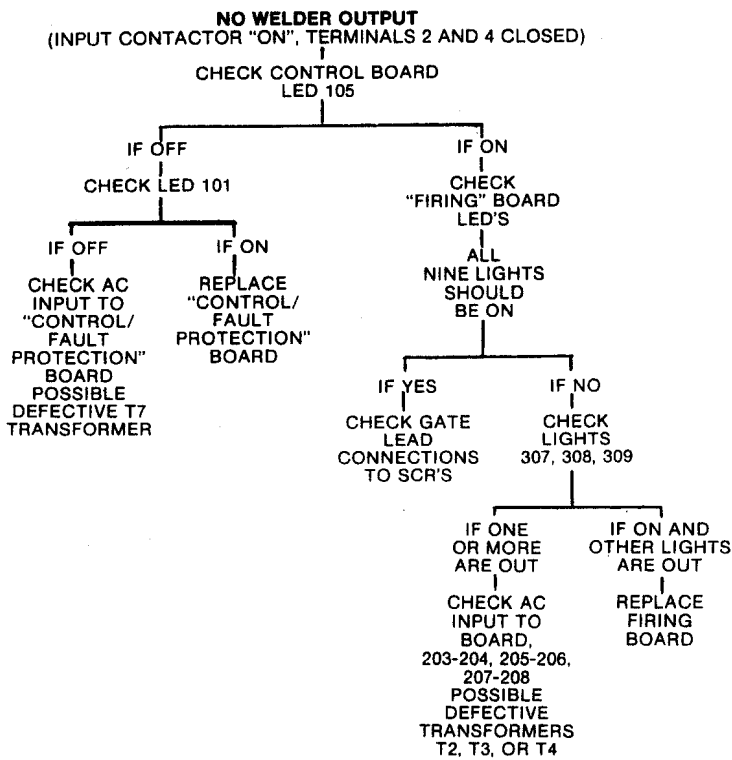 NO WELDER OUTPUT
(INPUT CONTACTOR "ON", TERMINALS 2 AND 4 CLOSED)
CHECK CONTROL BOARD
LED 105
IF OFF
CHECK LED 101
IF OFF
CHECK AC
INPUT TO
"CONTROL/
FAULT
PROTECTION"
BOARD
POSSIBLE
DEFECTIVE T7
TRANSFORMER
IF ON
REPLACE
"CONTROL/
FAULT
PROTECTION"
BOARD
IF ON
CHECK
"FIRING" BOARD
LED'S
ALL
NINE LIGHTS
SHOULD
BE ON
IF YES
CHECK GATE
LEAD
CONNECTIONS
TO SCR'S
IF NO
CHECK
LIGHTS
307, 308, 309
IF ONE
OR MORE
ARE OUT
CHECK AC
INPUT TO
BOARD,
203-204, 205-206,
207-208
POSSIBLE
DEFECTIVE
TRANSFORMERS
T2, T3, OR T4
IF ON AND
OTHER LIGHTS
ARE OUT
REPLACE
FIRING
BOARD